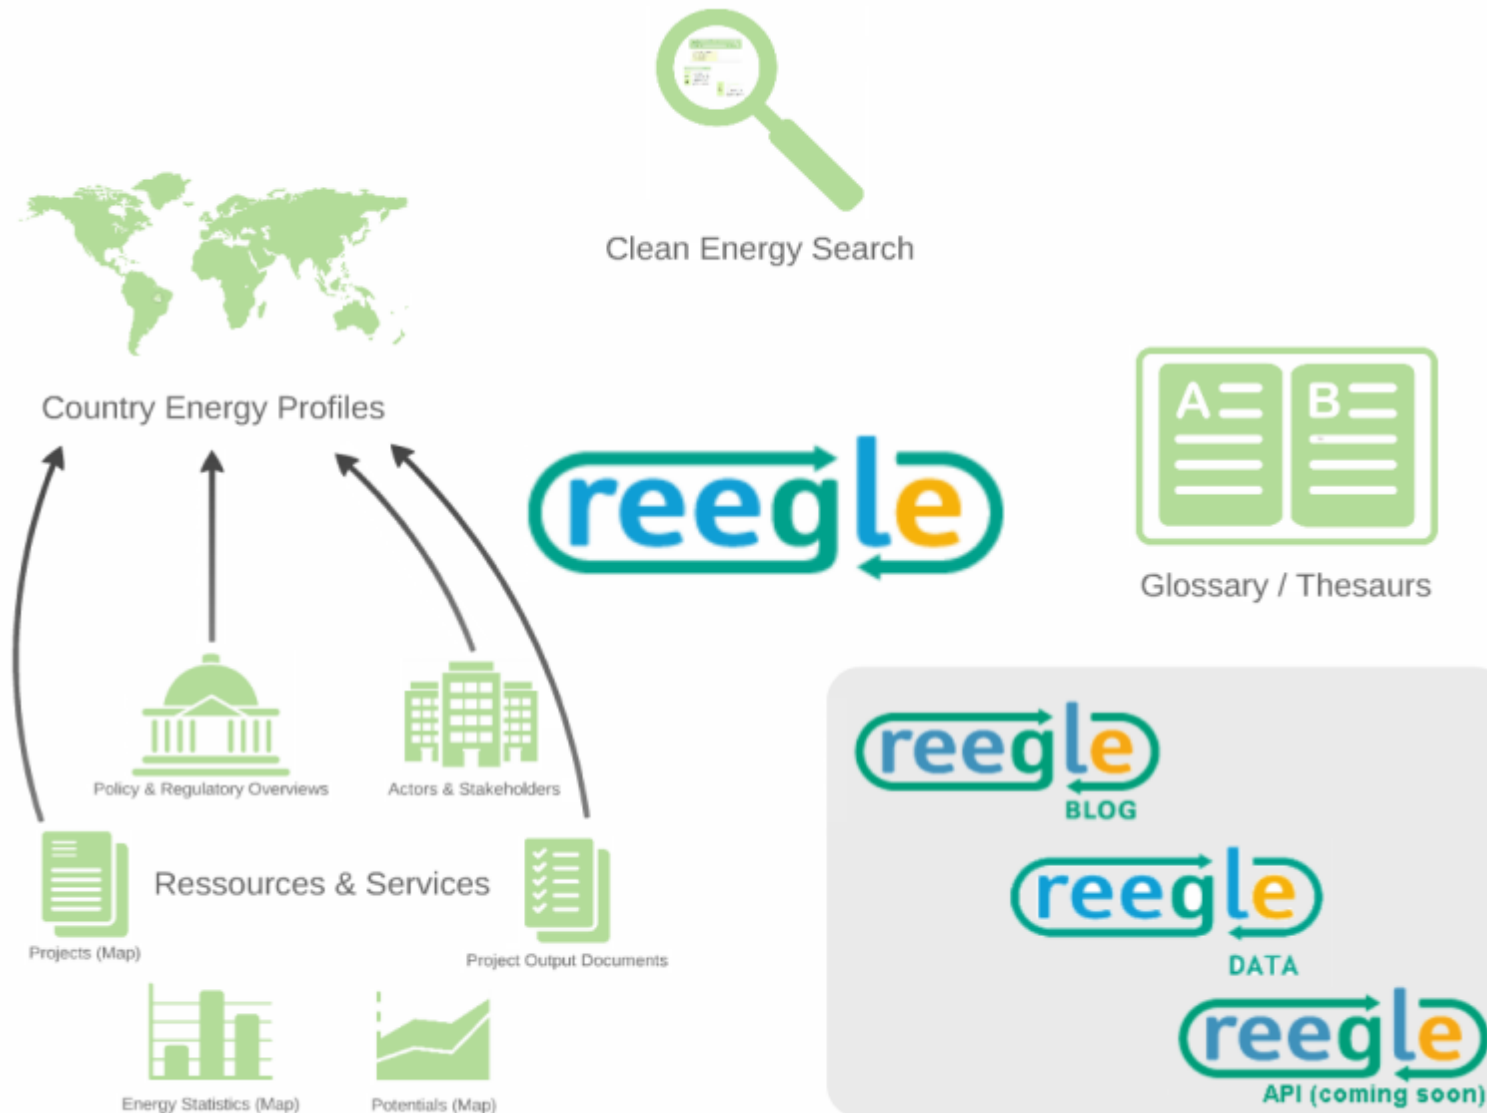 Clean Energy Search
Country Energy Profiles
reegle
A B
Glossary / Thesaurs
Policy & Regulatory Overviews
Actors & Stakeholders
Ressources & Services
Projects (Map)
Project Output Documents
Energy Statistics (Map)
Potentials (Map)
reegle
BLOG
reegle
DATA
reegle
API (coming soon)